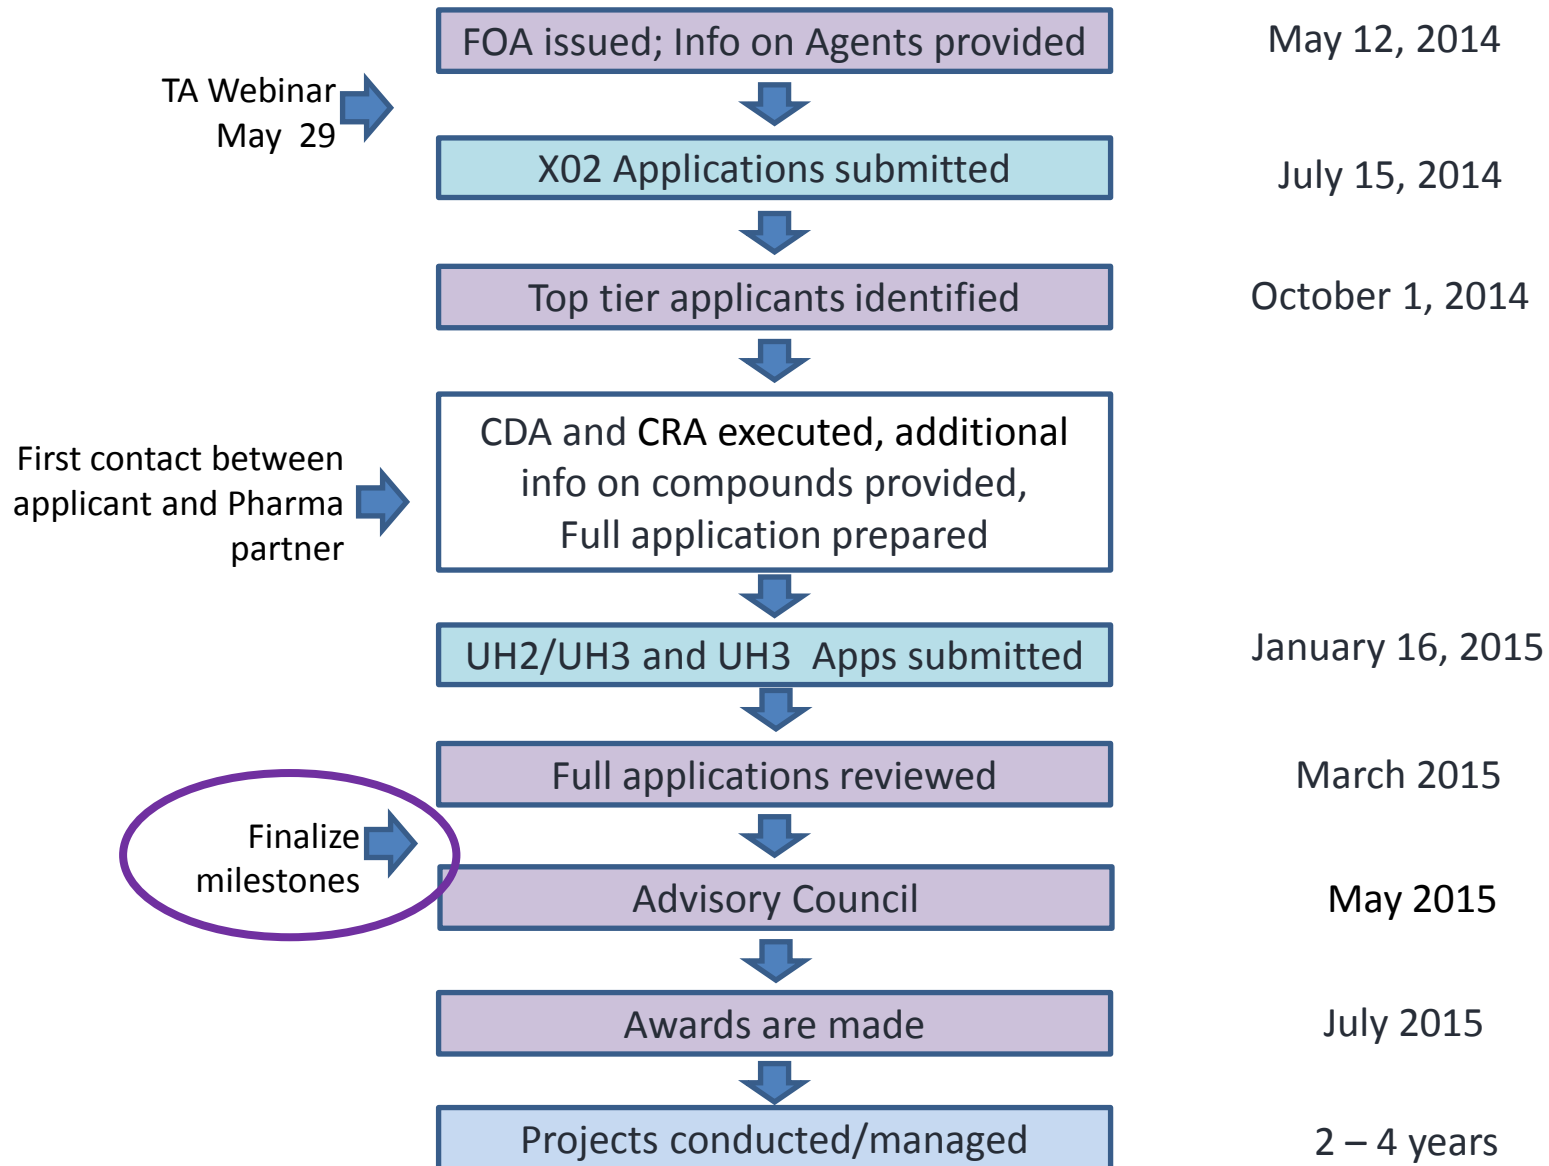 FOA issued; Info on Agents provided
May 12, 2014
TA Webinar
May 29
X02 Applications submitted
July 15, 2014
Top tier applicants identified
October 1, 2014
First contact between
applicant and Pharma
partner
CDA and CRA executed, additional
info on compounds provided,
Full application prepared
UH2/UH3 and UH3 Apps submitted
January 16, 2015
Full applications reviewed
March 2015
Finalize
milestones
Advisory Council
May 2015
Awards are made
July 2015
Projects conducted/managed
2 – 4 years